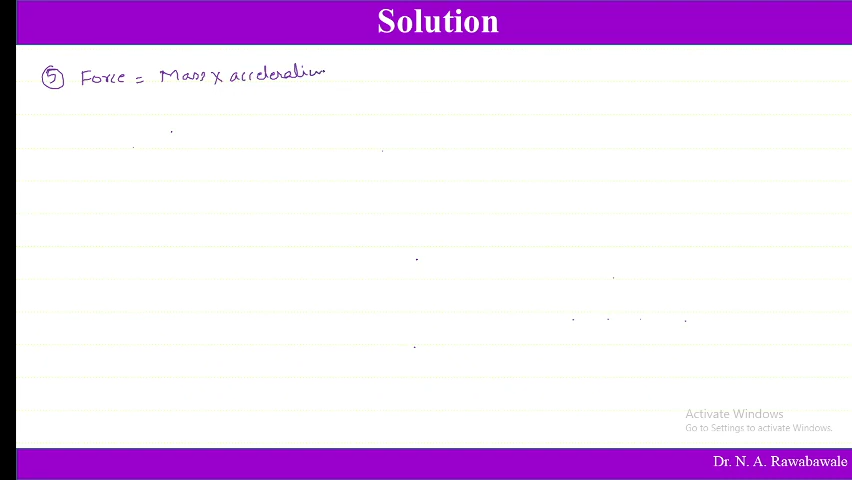 Solution
⑤ Force = Mass x acceleration
Activate Windows
Go to Settings to activate Windows.
Dr. N. A. Rawabawale